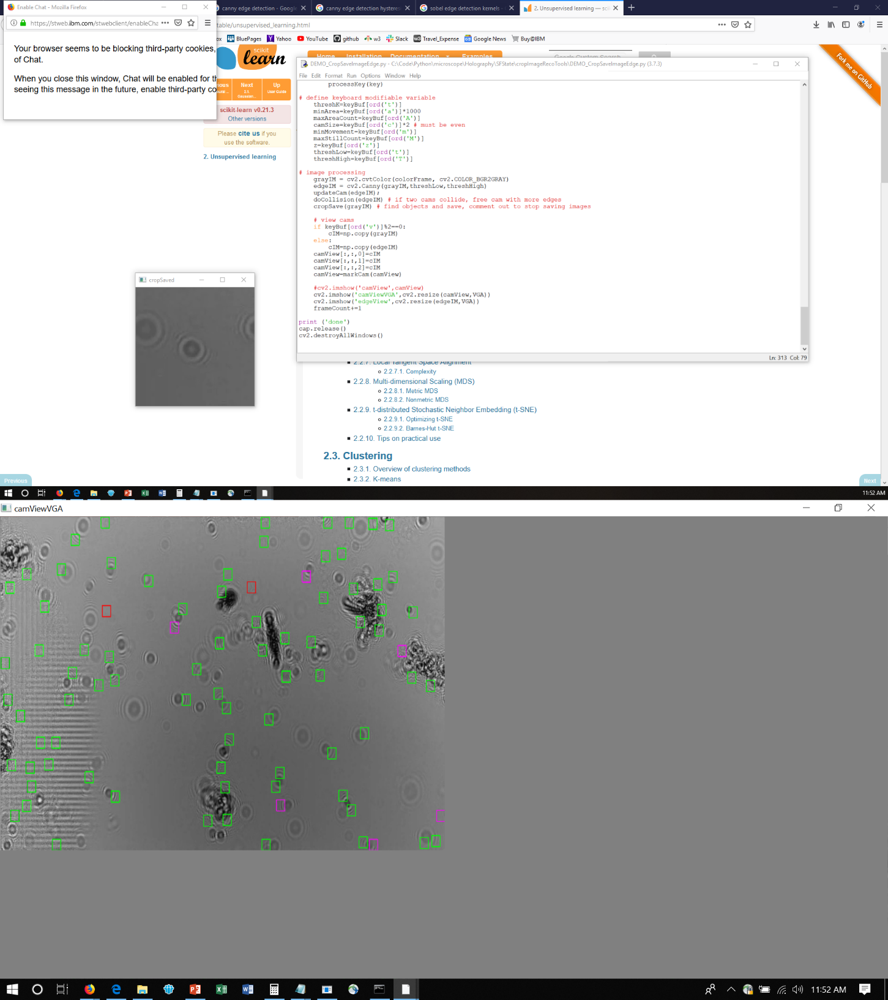 Enable Chat - Mozilla Firefox
https://stweb.ibm.com/stwebclient/enableCha
Your browser seems to be blocking third-party cookies,
of Chat.
When you close this window, Chat will be enabled for th
seeing this message in the future, enable third-party co
canny edge detection - Google
canny edge detection hysteres
sobel edge detection kernels -
2. Unsupervised learning — sci
table/unsupervised_learning.html
ox BluePages Yahoo YouTube github w3 Slack Travel_Expense Google News Buy@IBM
scikit
learn
Home Installation Documentation Examples
Google Custom Search
Fork me on GitHub
ious Next Up
2.1. User Guide
Gaussian...
scikit-learn v0.21.3
Other versions
Please cite us if you
use the software.
2. Unsupervised learning
DEMO_CropSaveImageEdge.py - C:\Code\Python\microscope\Holography\SFState\cropImageRecoTools\DEMO_CropSaveImageEdge.py (3.7.3)
File Edit Format Run Options Window Help
processKey(key)
# define keyboard modifiable variable
threshK=keyBuf[ord('t')]
minArea=keyBuf[ord('a')]*1000
maxAreaCount=keyBuf[ord('A')]
camSize=keyBuf[ord('c')]*2 # must be even
minMovement=keyBuf[ord('m')]
maxStillCount=keyBuf[ord('M')]
z=keyBuf[ord('z')]
threshLow=keyBuf[ord('t')]
threshHigh=keyBuf[ord('T')]
# image processing
grayIM = cv2.cvtColor(colorFrame, cv2.COLOR_BGR2GRAY)
edgeIM = cv2.Canny(grayIM,threshLow,threshHigh)
updateCam(edgeIM);
doCollision(edgeIM) # if two cams collide, free cam with more edges
cropSave(grayIM) # find objects and save, comment out to stop saving images
# view cams
if keyBuf[ord('v')]%2==0:
cIM=np.copy(grayIM)
else:
cIM=np.copy(edgeIM)
camView[:,:,0]=cIM
camView[:,:,1]=cIM
camView[:,:,2]=cIM
camView=markCam(camView)
#cv2.imshow('camView',camView)
cv2.imshow('camViewVGA',cv2.resize(camView,VGA))
cv2.imshow('edgeView',cv2.resize(edgeIM,VGA))
frameCount+=1
print ('done')
cap.release()
cv2.destroyAllWindows()
Ln: 313 Col: 79
cropSaved
2.2.7. Local Tangent Space Alignment
2.2.7.1. Complexity
2.2.8. Multi-dimensional Scaling (MDS)
2.2.8.1. Metric MDS
2.2.8.2. Nonmetric MDS
2.2.9. t-distributed Stochastic Neighbor Embedding (t-SNE)
2.2.9.1. Optimizing t-SNE
2.2.9.2. Barnes-Hut t-SNE
2.2.10. Tips on practical use
2.3. Clustering
2.3.1. Overview of clustering methods
2.3.2. K-means
Previous
Next
11:52 AM
camViewVGA
11:52 AM